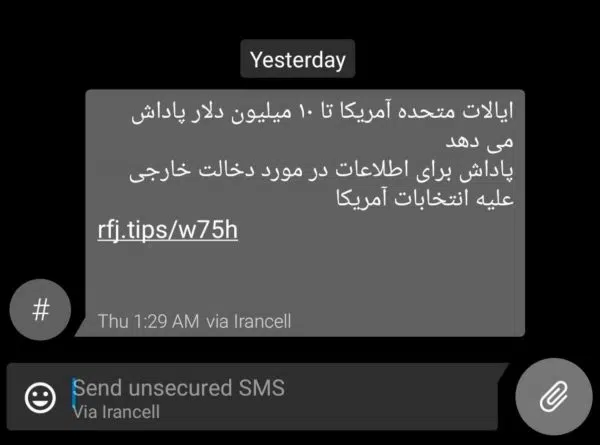 Yesterday
ایالات متحده آمریکا تا ۱۰ میلیون دلار پاداش
می دهد
پاداش برای اطلاعات در مورد دخالت خارجی
علیه انتخابات آمریکا
rfj.tips/w75h
#
Thu 1:29 AM via Irancell
Send unsecured SMS
Via Irancell